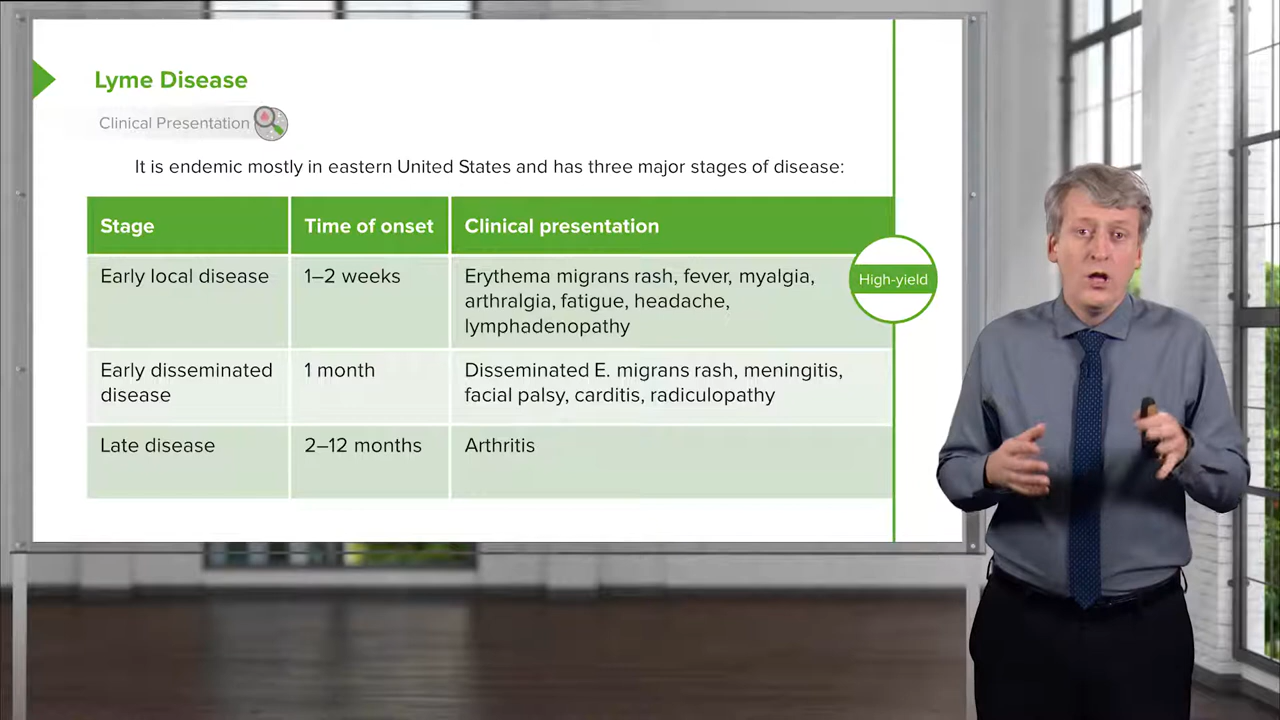 Lyme Disease
Clinical Presentation
It is endemic mostly in eastern United States and has three major stages of disease:
Stage
Time of onset
Clinical presentation
Early local disease
1–2 weeks
Erythema migrans rash, fever, myalgia,
arthralgia, fatigue, headache,
lymphadenopathy
High-yield
Early disseminated
disease
1 month
Disseminated E. migrans rash, meningitis,
facial palsy, carditis, radiculopathy
Late disease
2–12 months
Arthritis